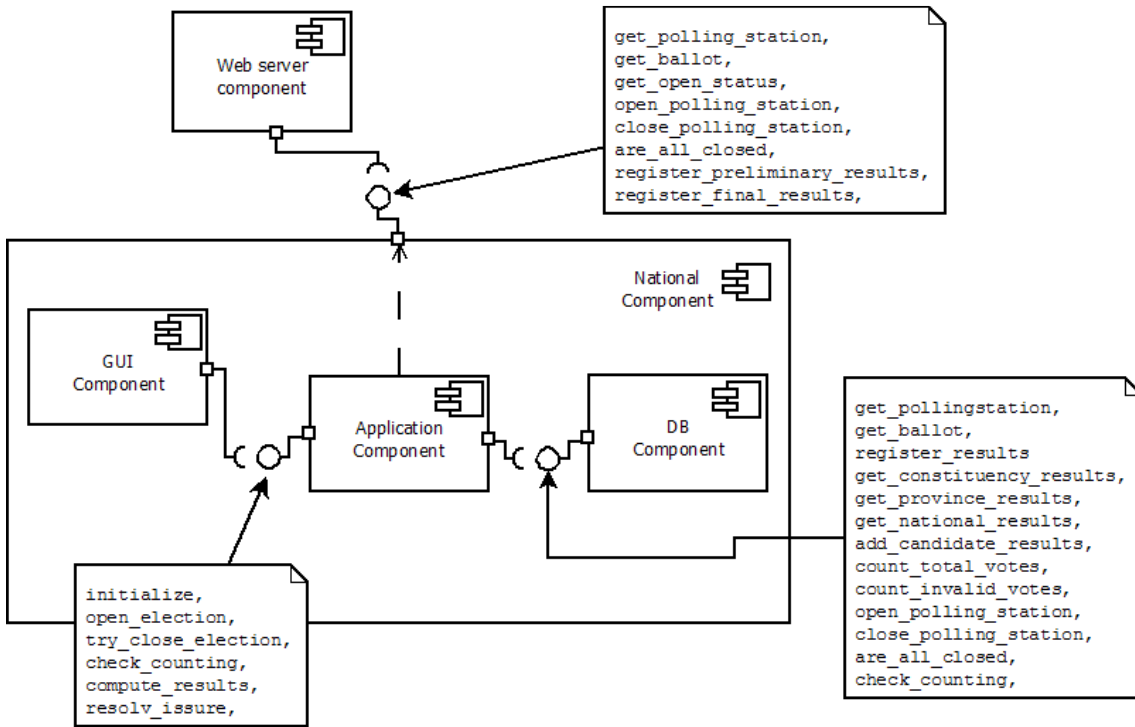 Web server
component
get_polling_station,
get_ballot,
get_open_status,
open_polling_station,
close_polling_station,
are_all_closed,
register_preliminary_results,
register_final_results,
National
Component
GUI
Component
Application
Component
DB
Component
get_pollingstation,
get_ballot,
register_results
get_constituency_results,
get_province_results,
get_national_results,
add_candidate_results,
count_total_votes,
count_invalid_votes,
open_polling_station,
close_polling_station,
are_all_closed,
check_counting,
initialize,
open_election,
try_close_election,
check_counting,
compute_results,
resolv_issure,